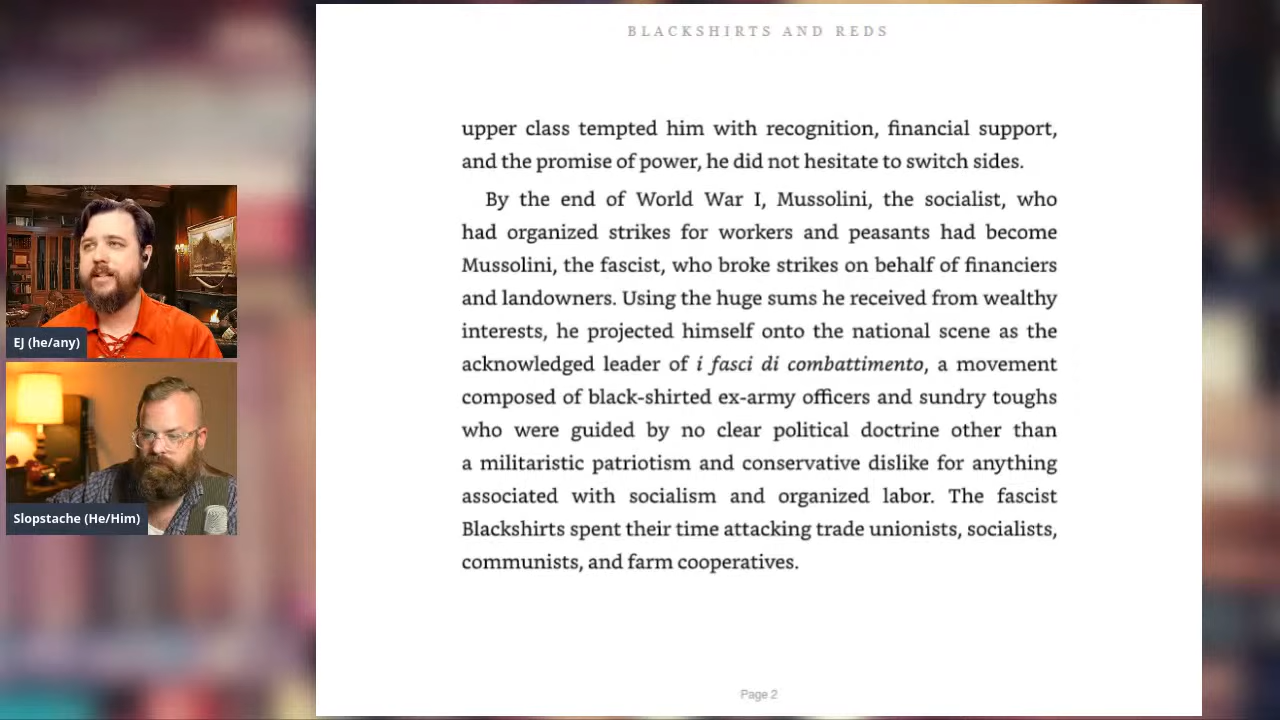 BLACKSHIRTS AND REDS
upper class tempted him with recognition, financial support,
and the promise of power, he did not hesitate to switch sides.
By the end of World War I, Mussolini, the socialist, who
had organized strikes for workers and peasants had become
Mussolini, the fascist, who broke strikes on behalf of financiers
and landowners. Using the huge sums he received from wealthy
interests, he projected himself onto the national scene as the
acknowledged leader of i fasci di combattimento, a movement
composed of black-shirted ex-army officers and sundry toughs
who were guided by no clear political doctrine other than
a militaristic patriotism and conservative dislike for anything
associated with socialism and organized labor. The fascist
Blackshirts spent their time attacking trade unionists, socialists,
communists, and farm cooperatives.
Page 2
EJ (he/any)
Slopstache (He/Him)